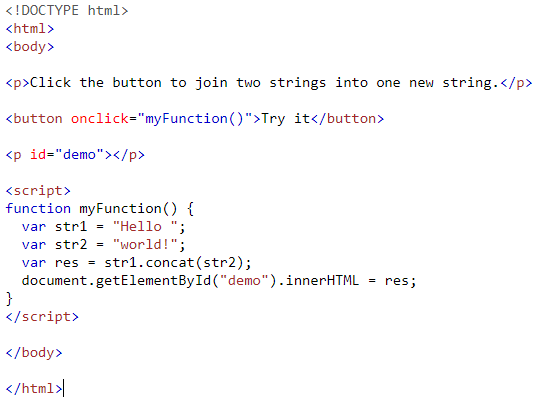 <!DOCTYPE html>
<html>
<body>
<p>Click the button to join two strings into one new string.</p>
<button onclick="myFunction()">Try it</button>
<p id="demo"></p>
<script>
function myFunction() {
  var str1 = "Hello ";
  var str2 = "world!";
  var res = str1.concat(str2);
  document.getElementById("demo").innerHTML = res;
}
</script>
</body>
</html>